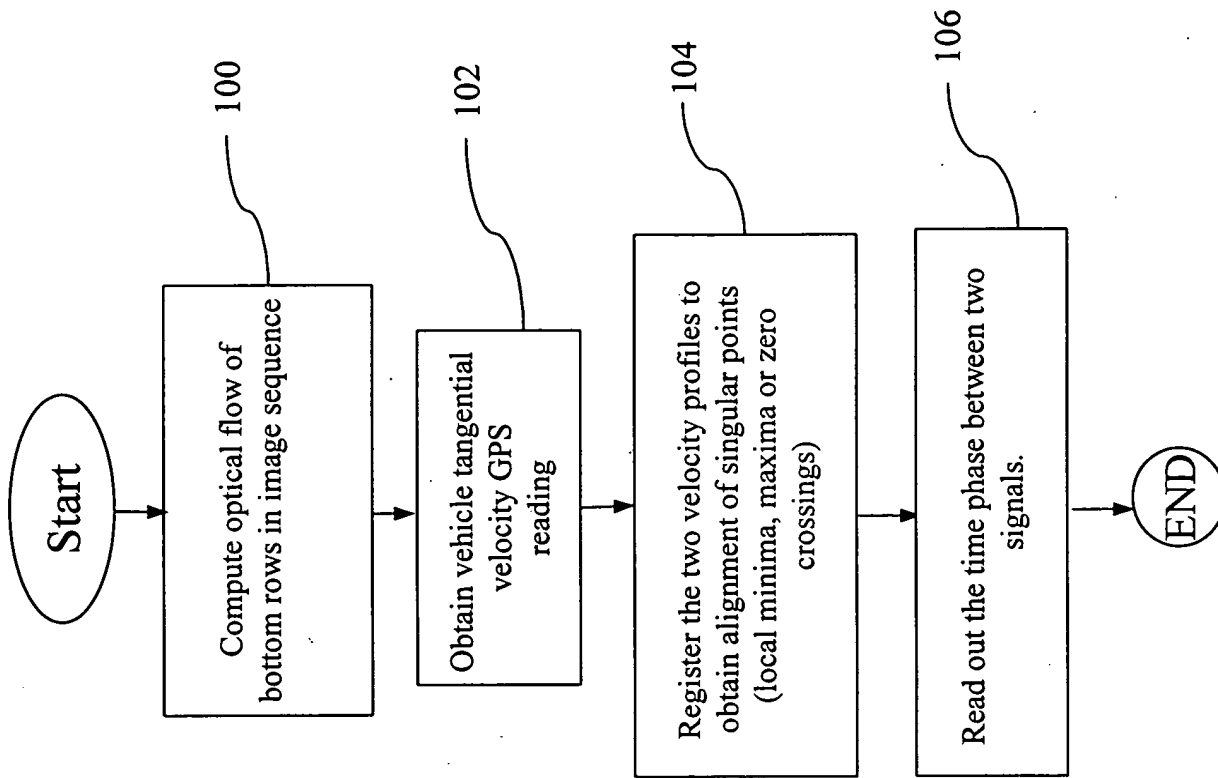 Start
Compute optical flow of
bottom rows in image sequence
100
Obtain vehicle tangential
velocity GPS
reading
102
Register the two velocity profiles to
obtain alignment of singular points
(local minima, maxima or zero
crossings)
104
Read out the time phase between two
signals.
106
END